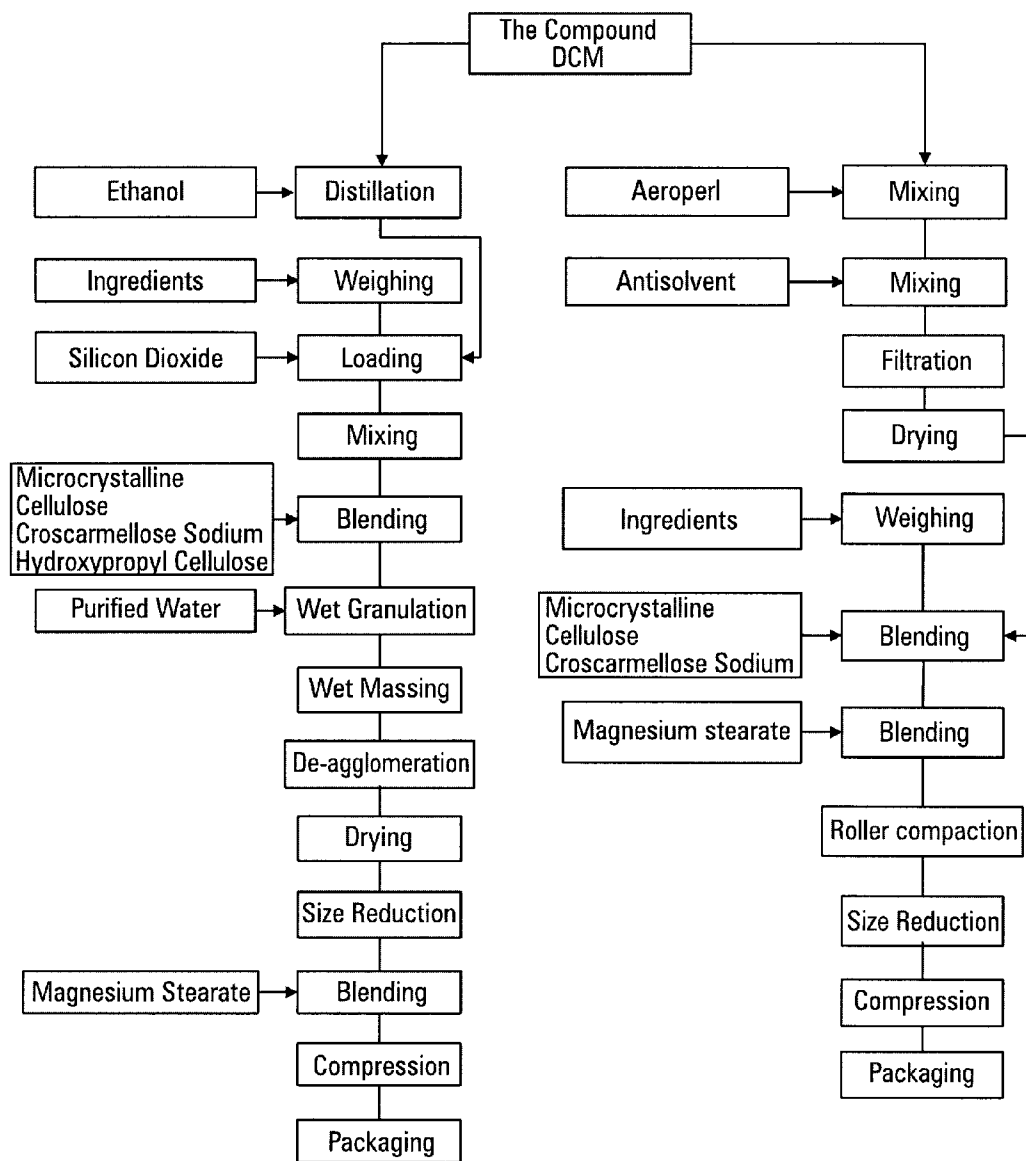 The Compound
DCM
Ethanol
Distillation
Ingredients
Weighing
Silicon Dioxide
Loading
Mixing
Microcrystalline
Cellulose
Croscarmellose Sodium
Hydroxypropyl Cellulose
Blending
Purified Water
Wet Granulation
Wet Massing
De-agglomeration
Drying
Size Reduction
Magnesium Stearate
Blending
Compression
Packaging
Aeroperl
Mixing
Antisolvent
Mixing
Filtration
Drying
Ingredients
Weighing
Microcrystalline
Cellulose
Croscarmellose Sodium
Blending
Magnesium stearate
Blending
Roller compaction
Size Reduction
Compression
Packaging